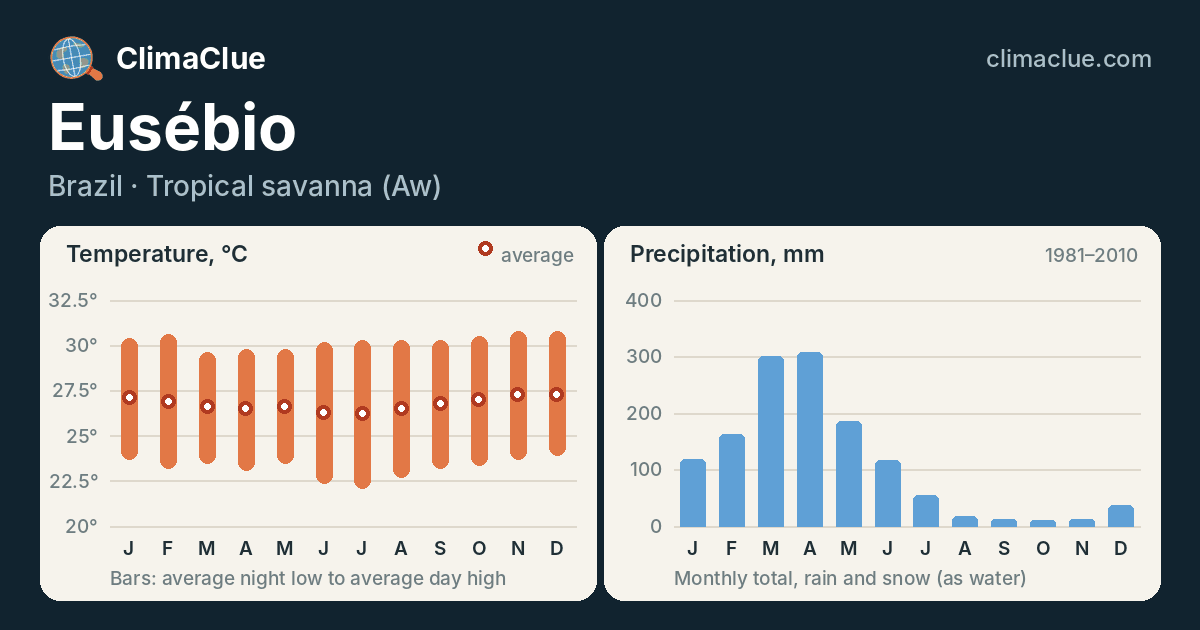 ClimaClue
climaclue.com
Eusébio
Brazil · Tropical savanna (Aw)
Temperature, °C
average
32.5°
30°
27.5°
25°
22.5°
20°
J F M A M J J A S O N D
Bars: average night low to average day high
Precipitation, mm
1981–2010
400
300
200
100
0
J F M A M J J A S O N D
Monthly total, rain and snow (as water)